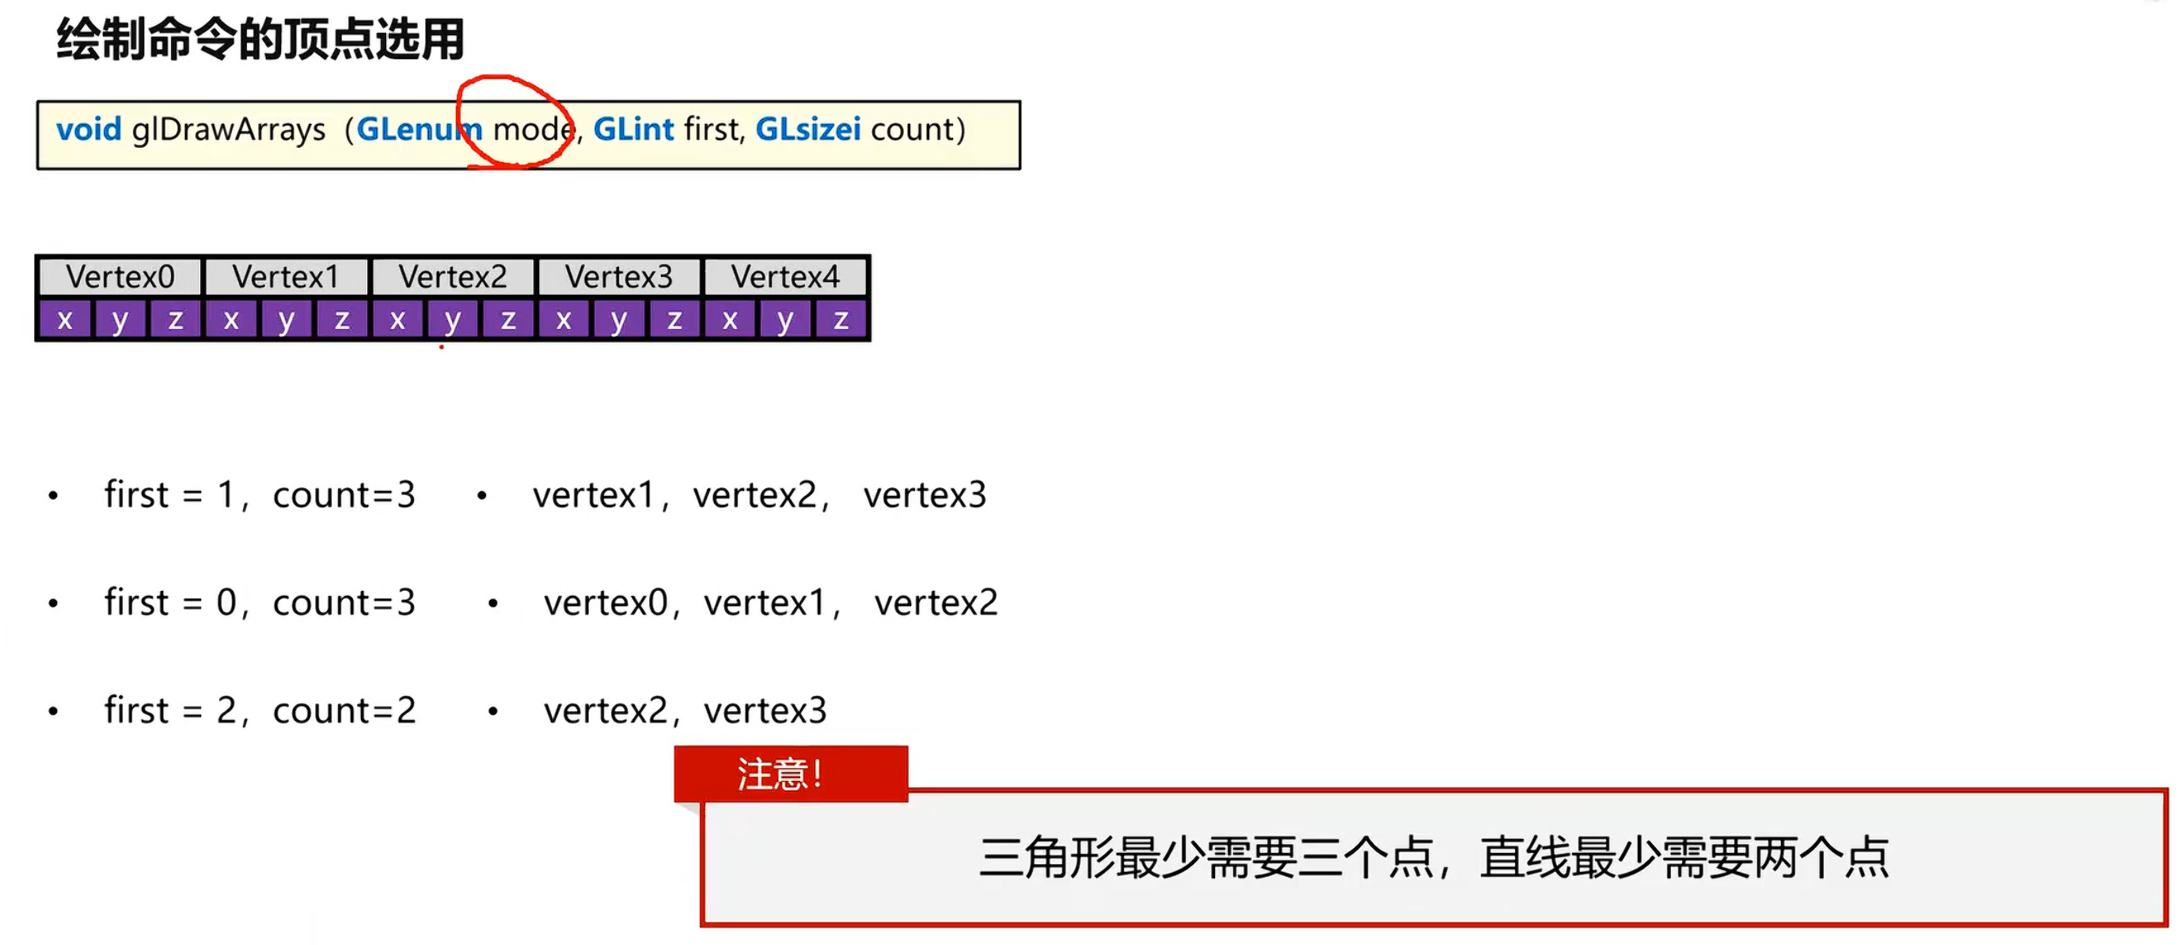 绘制命令的顶点选用
void glDrawArrays（GLenum mode, GLint first, GLsizei count）
Vertex0 Vertex1 Vertex2 Vertex3 Vertex4
x y z x y z x y z x y z x y z
• first = 1，count=3 • vertex1，vertex2， vertex3
• first = 0，count=3 • vertex0，vertex1， vertex2
• first = 2，count=2 • vertex2，vertex3
注意！
三角形最少需要三个点，直线最少需要两个点